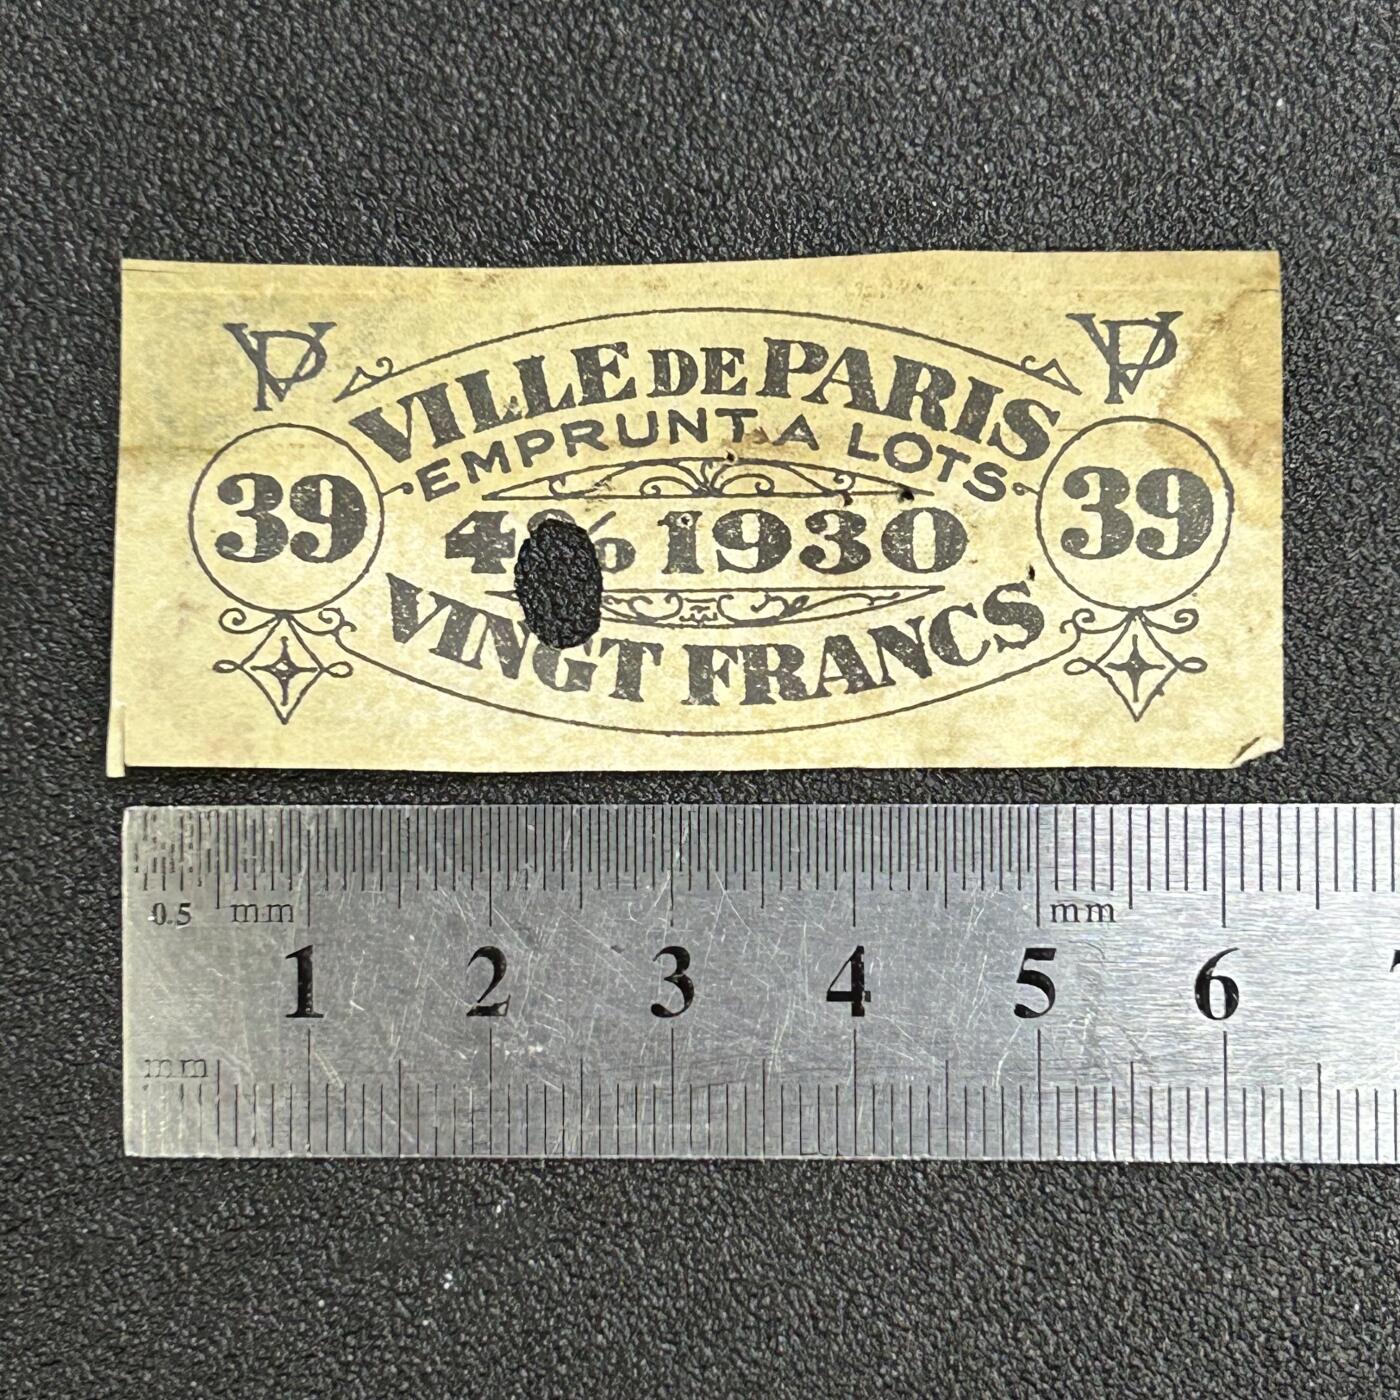 VP VP
VILLE DE PARIS
EMPRUNT A LOTS
39 4% 1930 39
VINGT FRANCS
0.5 mm mm
1 2 3 4 5 6
mm